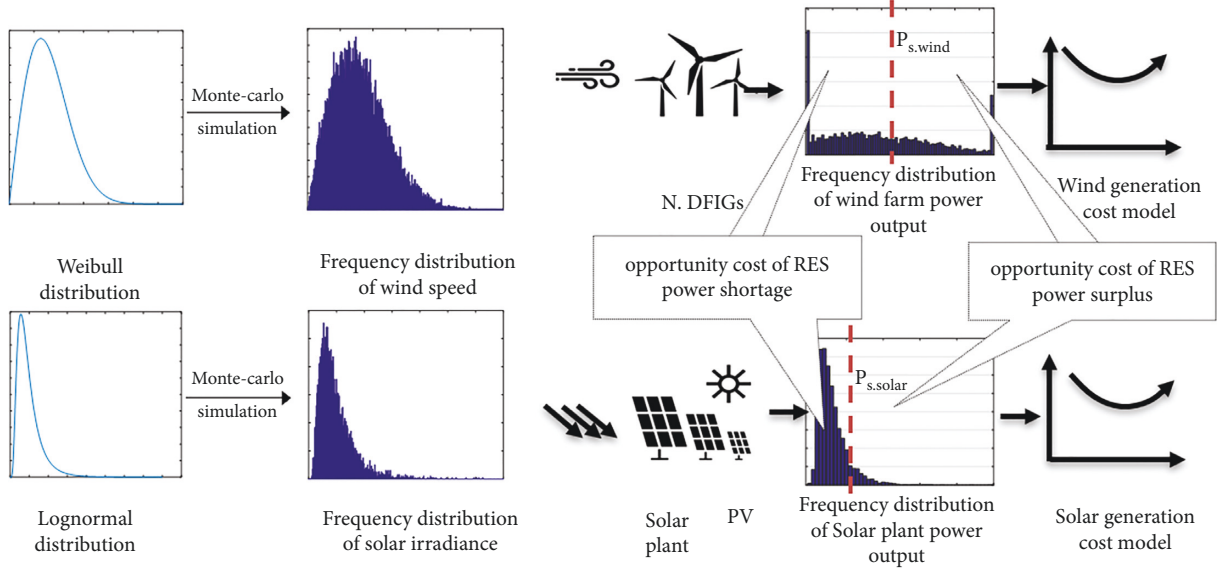 Monte-carlo
simulation
Weibull
distribution
Frequency distribution
of wind speed
P_s.wind
N. DFIGs
Frequency distribution
of wind farm power
output
Wind generation
cost model
opportunity cost of RES
power shortage
opportunity cost of RES
power surplus
Monte-carlo
simulation
Lognormal
distribution
Frequency distribution
of solar irradiance
P_s.solar
Solar
plant
PV
Frequency distribution
of Solar plant power
output
Solar generation
cost model